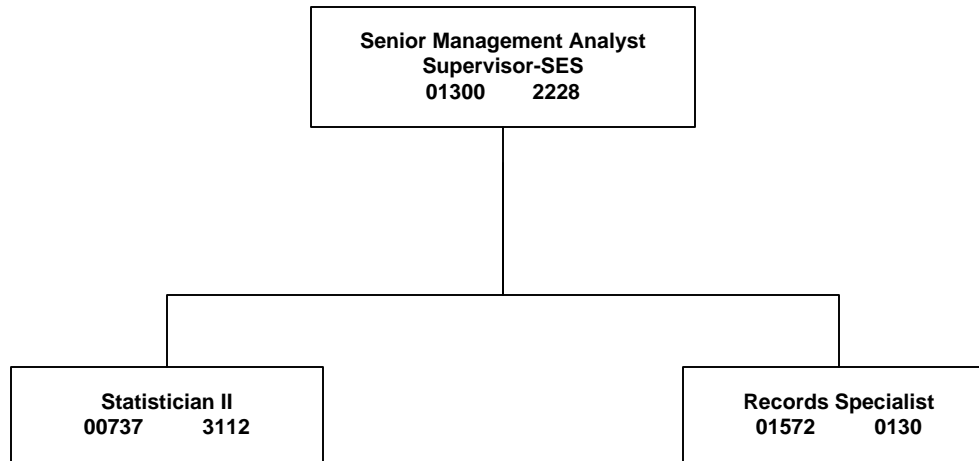 Senior Management Analyst
Supervisor-SES
01300 2228
Statistician II
00737 3112
Records Specialist
01572 0130